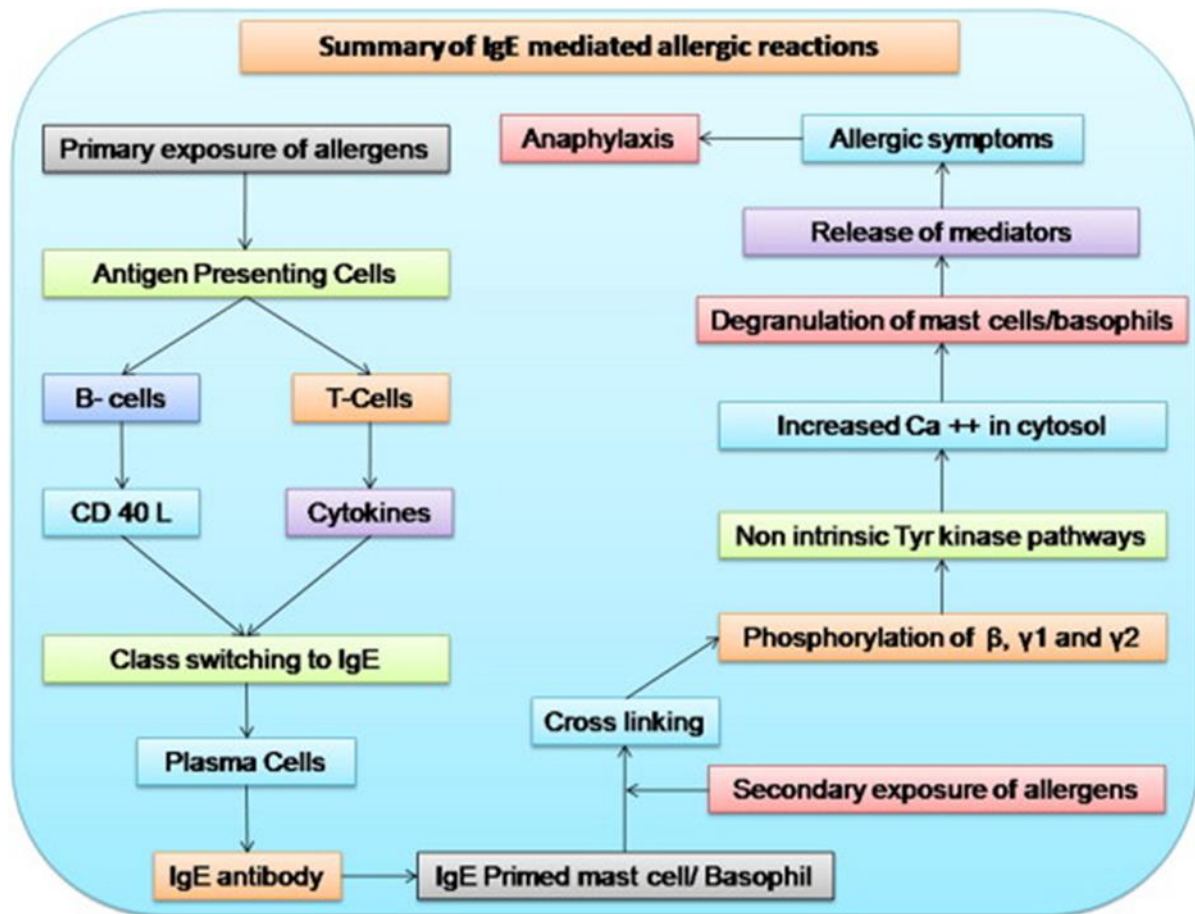 Summary of IgE mediated allergic reactions
Primary exposure of allergens
Antigen Presenting Cells
B- cells
T-Cells
CD 40 L
Cytokines
Class switching to IgE
Plasma Cells
IgE antibody
IgE Primed mast cell/ Basophil
Secondary exposure of allergens
Cross linking
Phosphorylation of β, γ1 and γ2
Non intrinsic Tyr kinase pathways
Increased Ca ++ in cytosol
Degranulation of mast cells/basophils
Release of mediators
Allergic symptoms
Anaphylaxis